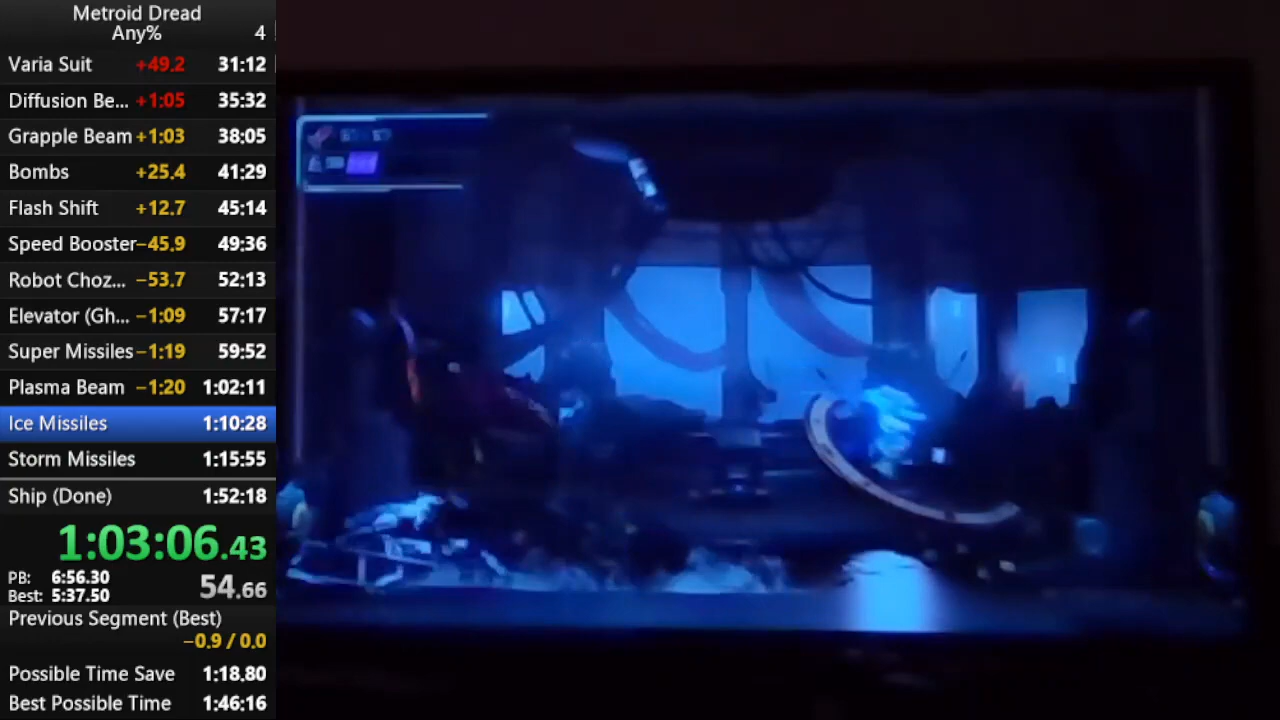 Metroid Dread
Any% 4
Varia Suit +49.2 31:12
Diffusion Be... +1:05 35:32
Grapple Beam +1:03 38:05
Bombs +25.4 41:29
Flash Shift +12.7 45:14
Speed Booster −45.9 49:36
Robot Choz... −53.7 52:13
Elevator (Gh... −1:09 57:17
Super Missiles −1:19 59:52
Plasma Beam −1:20 1:02:11
Ice Missiles 1:10:28
Storm Missiles 1:15:55
Ship (Done) 1:52:18
1:03:06.43
PB: 6:56.30
Best: 5:37.50
54.66
Previous Segment (Best)
−0.9 / 0.0
Possible Time Save 1:18.80
Best Possible Time 1:46:16